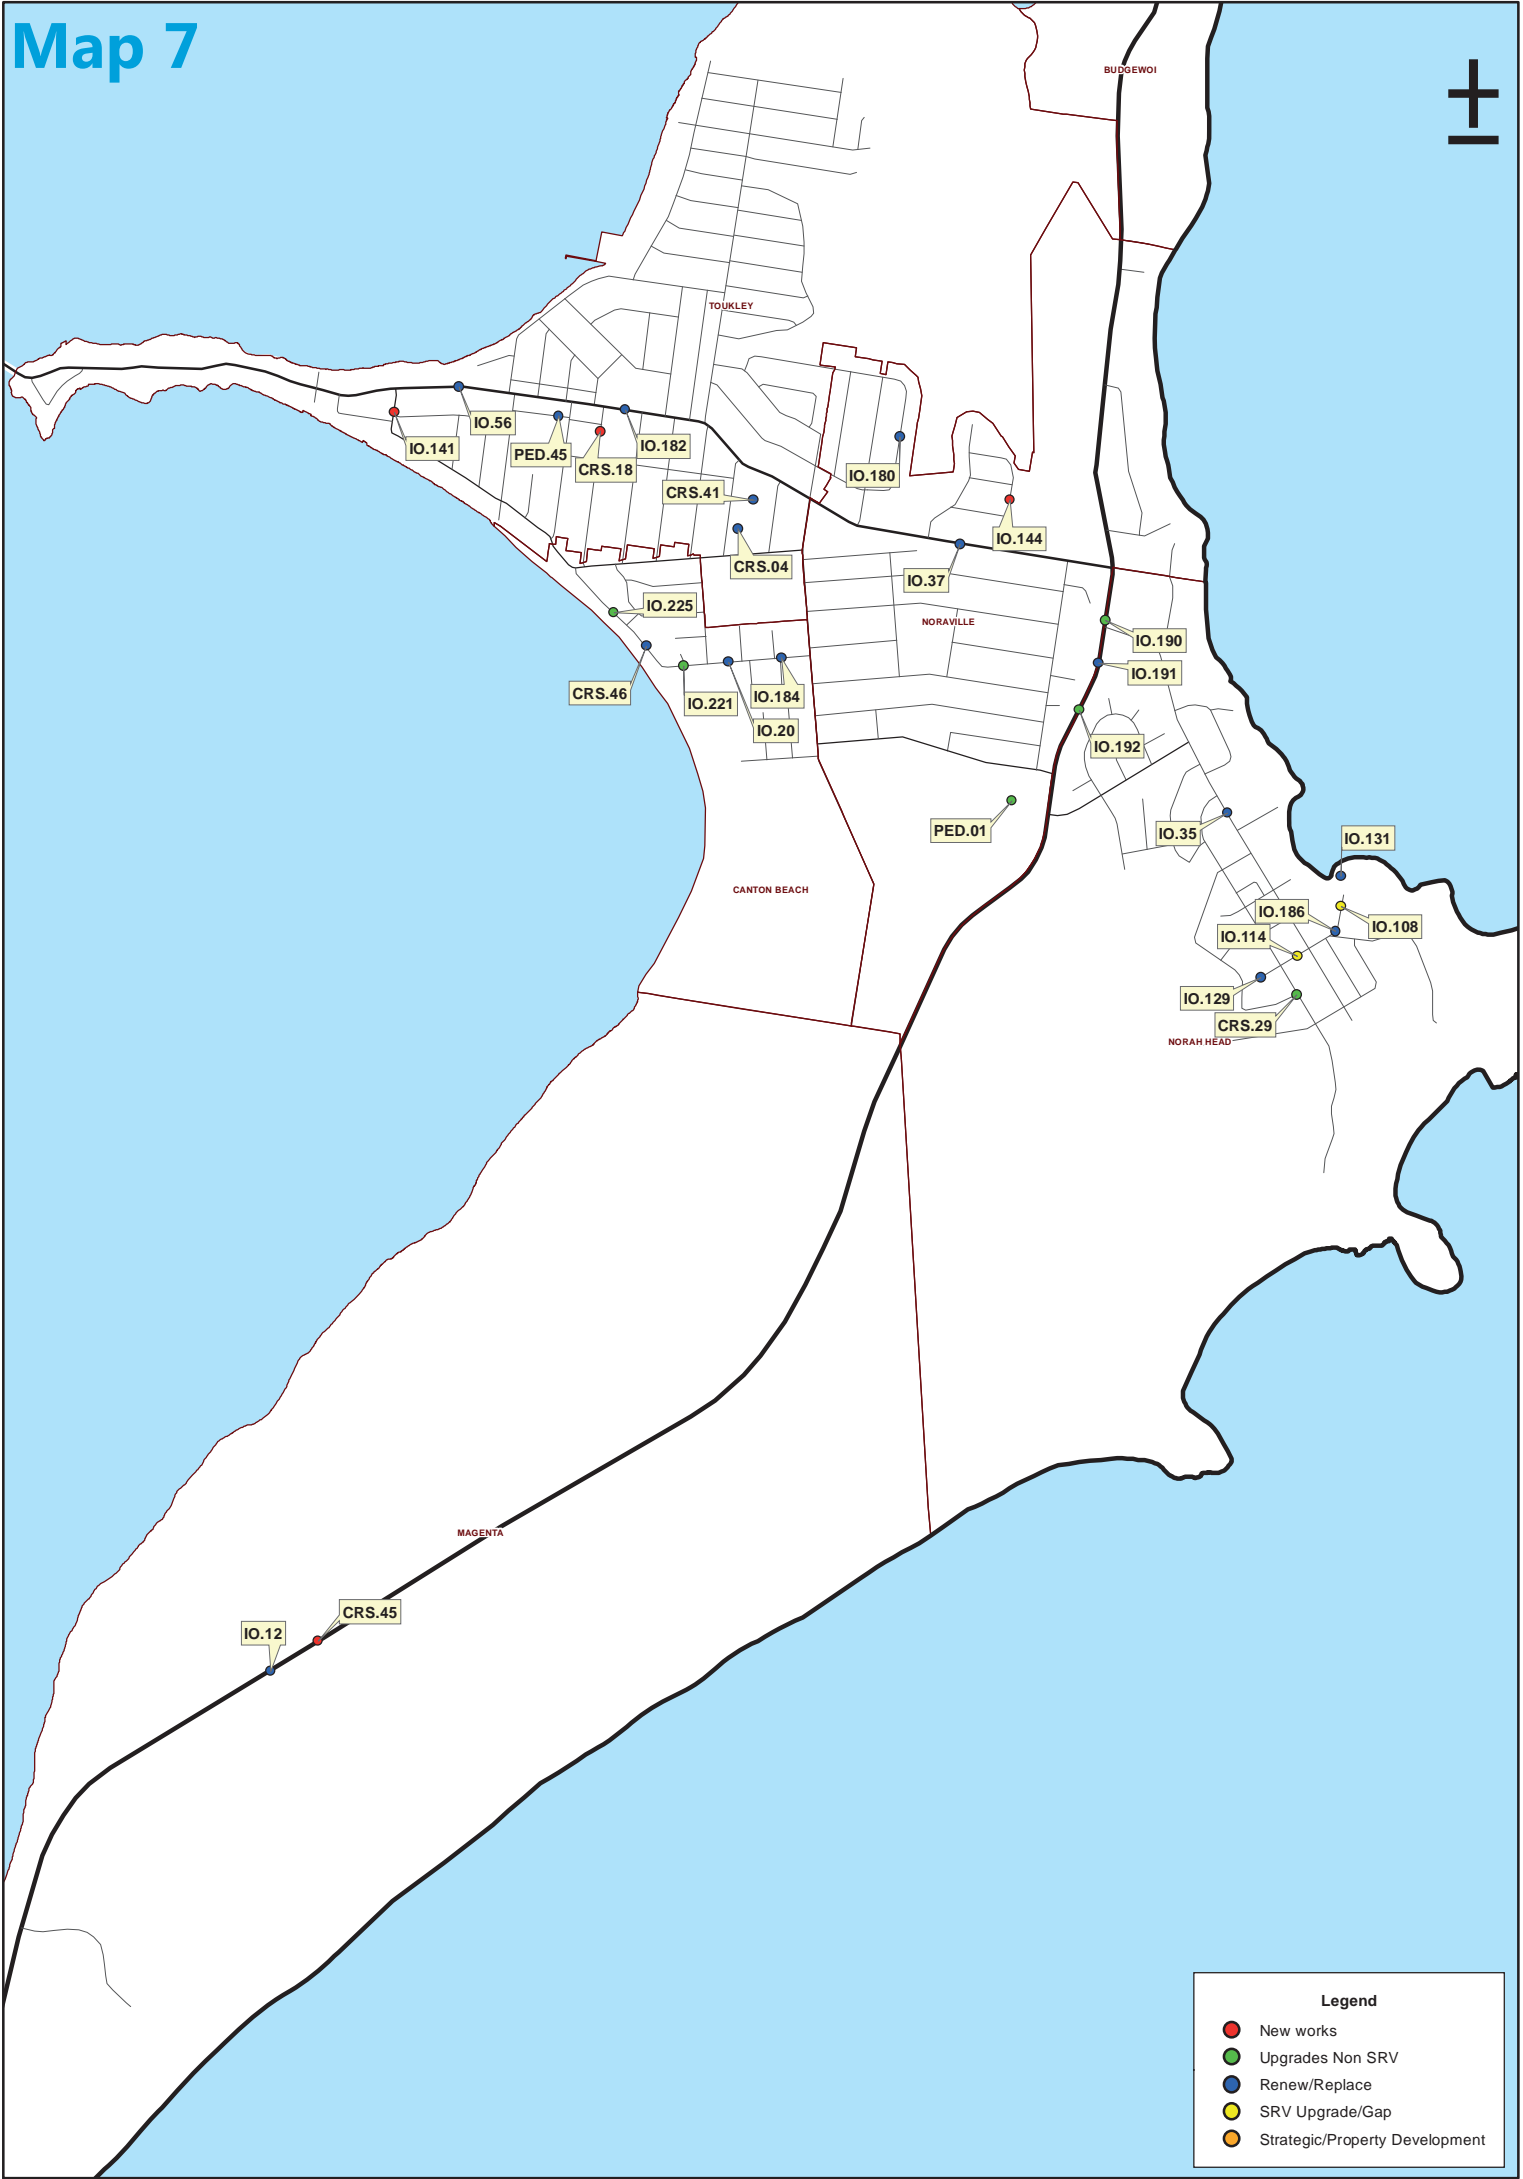 Map 7
BUDGEWOI
TOUKLEY
IO.56
IO.141
PED.45
IO.182
CRS.18
IO.180
CRS.41
IO.144
CRS.04
IO.37
IO.225
NORAVILLE
IO.190
IO.191
CRS.46
IO.221
IO.184
IO.20
IO.192
PED.01
IO.35
IO.131
CANTON BEACH
IO.186
IO.108
IO.114
IO.129
CRS.29
NORAH HEAD
MAGENTA
CRS.45
IO.12
Legend
New works
Upgrades Non SRV
Renew/Replace
SRV Upgrade/Gap
Strategic/Property Development